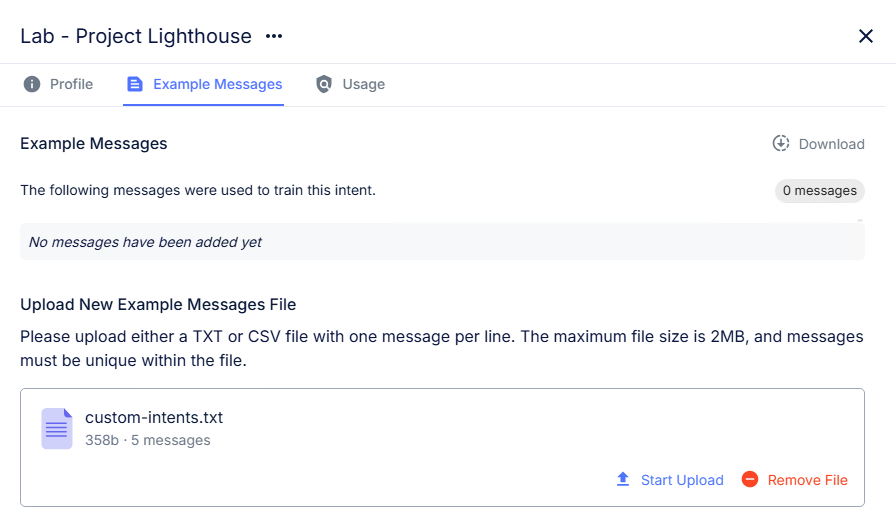 Lab - Project Lighthouse •••
Profile
Example Messages
Usage
Example Messages
Download
The following messages were used to train this intent.
0 messages
No messages have been added yet
Upload New Example Messages File
Please upload either a TXT or CSV file with one message per line. The maximum file size is 2MB, and messages
must be unique within the file.
custom-intents.txt
358b · 5 messages
Start Upload
Remove File